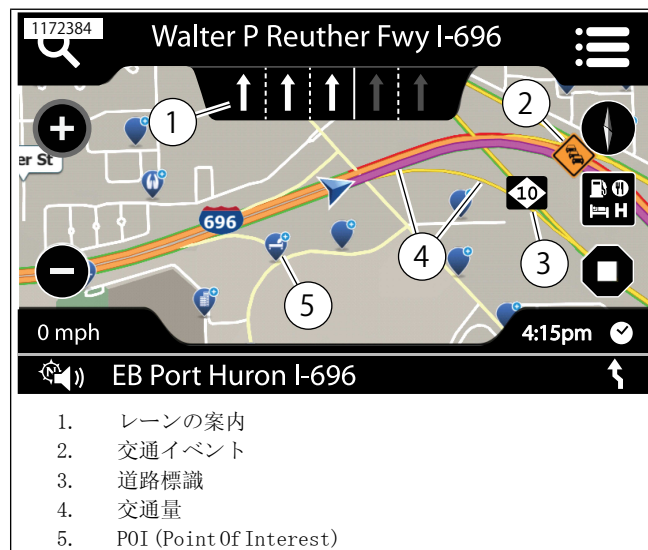 1172384
Walter P Reuther Fwy I-696
1
2
er St
10
H
696
4
3
5
0 mph
4:15pm
N
EB Port Huron I-696
1. レーンの案内
2. 交通イベント
3. 道路標識
4. 交通量
5. POI (Point Of Interest)